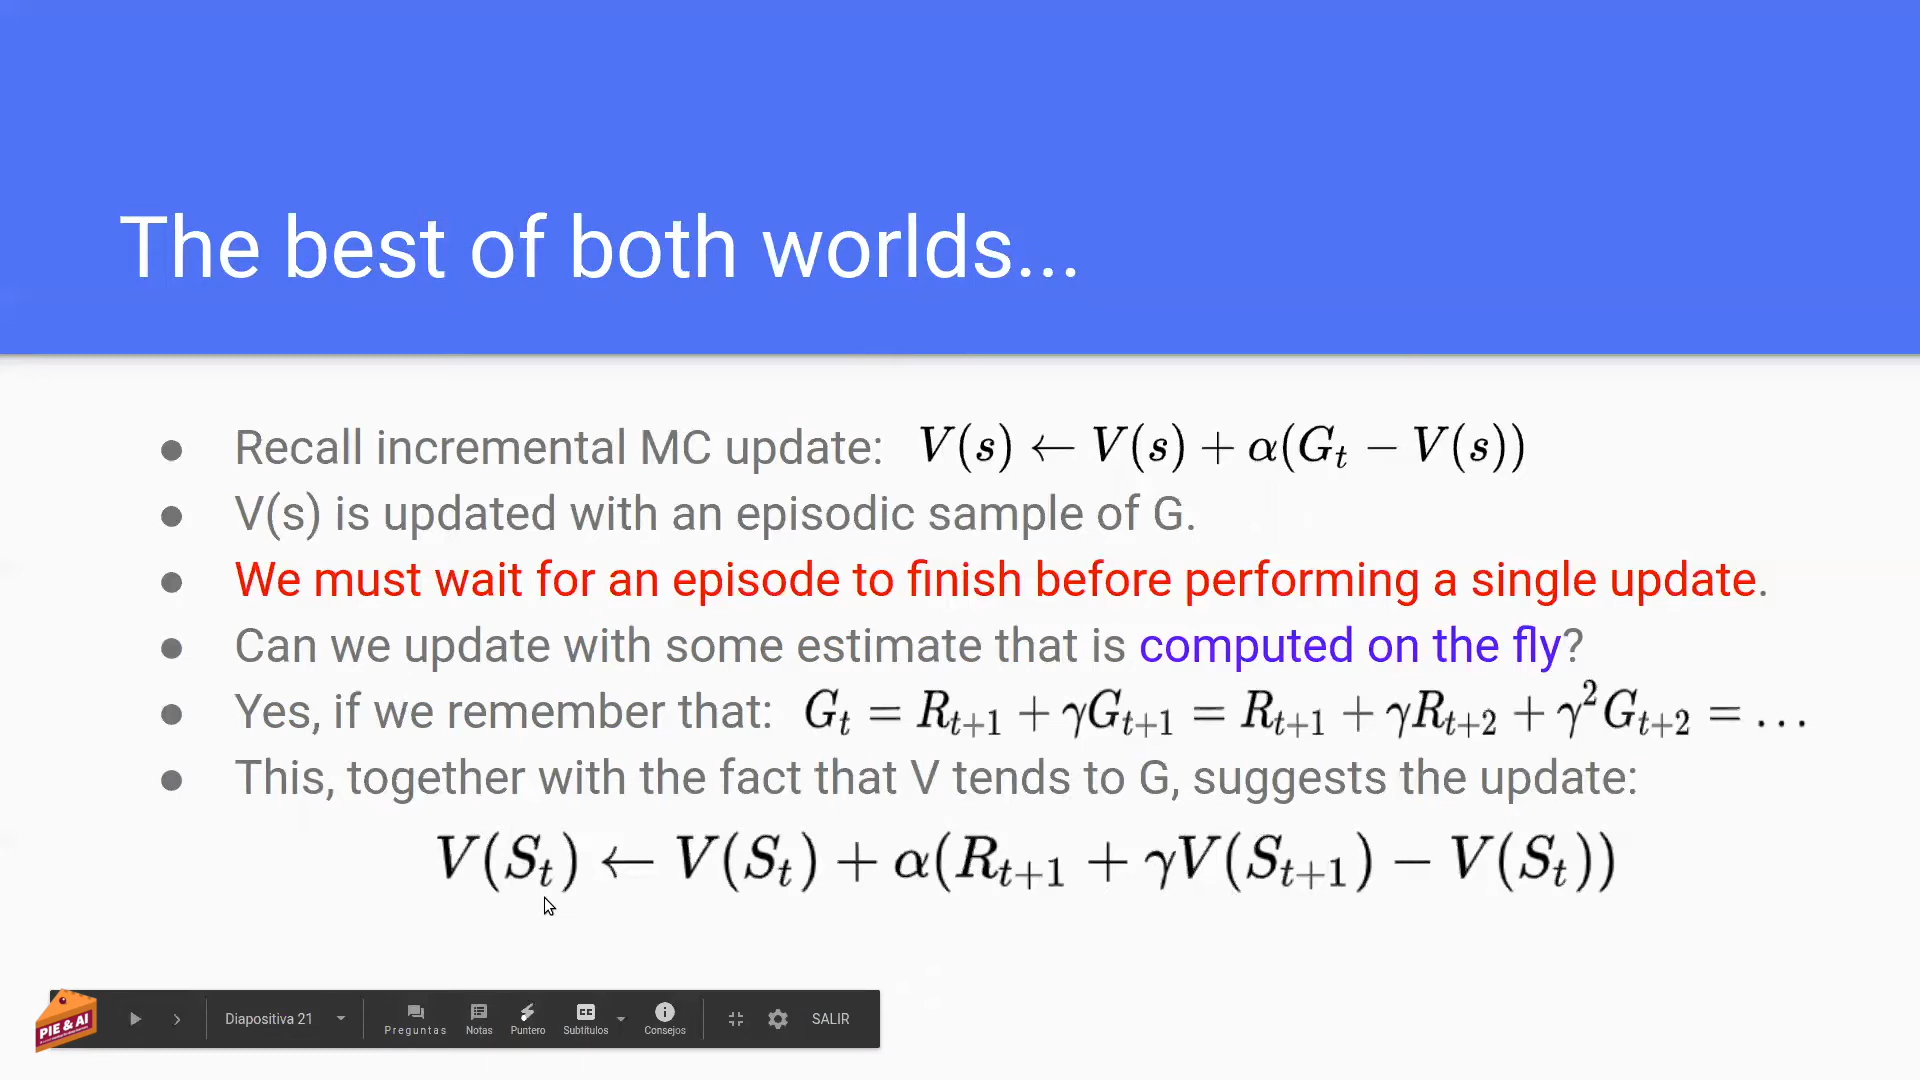 The best of both worlds...
● Recall incremental MC update: V(s) ← V(s) + α(G_t − V(s))
● V(s) is updated with an episodic sample of G.
● We must wait for an episode to finish before performing a single update.
● Can we update with some estimate that is computed on the fly?
● Yes, if we remember that: G_t = R_{t+1} + γG_{t+1} = R_{t+1} + γR_{t+2} + γ²G_{t+2} = …
● This, together with the fact that V tends to G, suggests the update:
V(S_t) ← V(S_t) + α(R_{t+1} + γV(S_{t+1}) − V(S_t))
PIE & AI
Diapositiva 21
Preguntas
Notas
Puntero
CC
Subtítulos
Consejos
SALIR